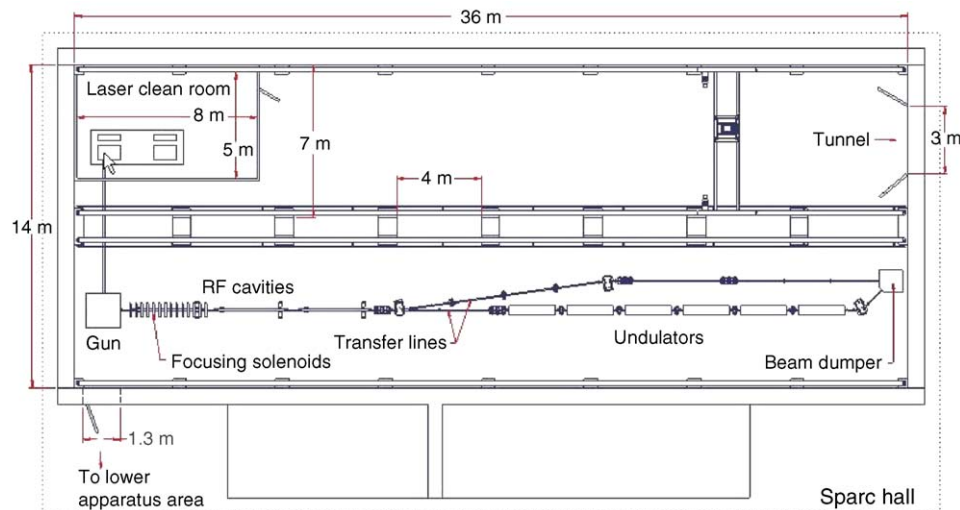 36 m
Laser clean room
8 m
5 m
7 m
Tunnel
3 m
4 m
14 m
RF cavities
Gun
Transfer lines
Undulators
Focusing solenoids
Beam dumper
1.3 m
To lower
apparatus area
Sparc hall